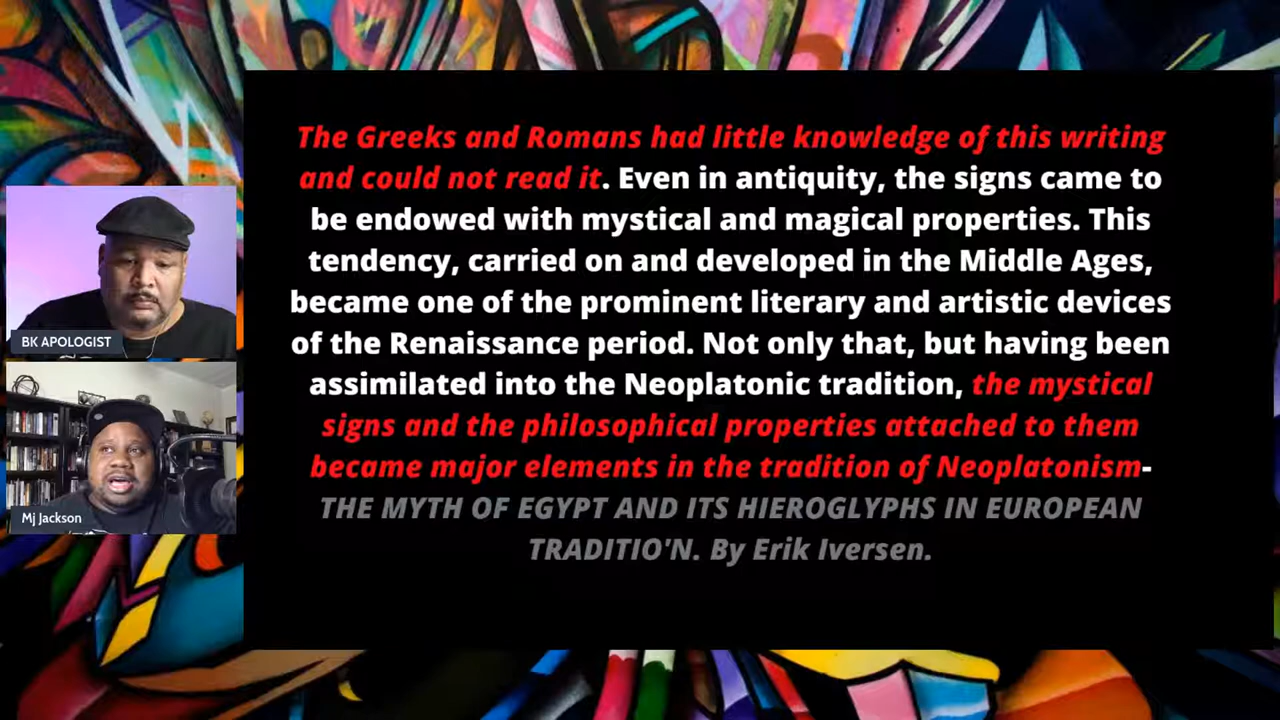 The Greeks and Romans had little knowledge of this writing
and could not read it. Even in antiquity, the signs came to
be endowed with mystical and magical properties. This
tendency, carried on and developed in the Middle Ages,
became one of the prominent literary and artistic devices
of the Renaissance period. Not only that, but having been
assimilated into the Neoplatonic tradition, the mystical
signs and the philosophical properties attached to them
became major elements in the tradition of Neoplatonism-
THE MYTH OF EGYPT AND ITS HIEROGLYPHS IN EUROPEAN
TRADITIO'N. By Erik Iversen.
BK APOLOGIST
Mj Jackson